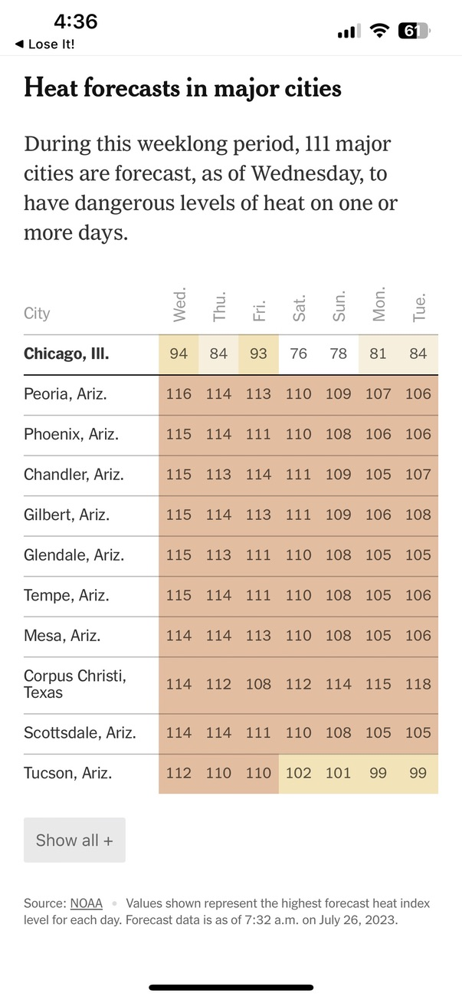 4:36
61
◀ Lose It!
Heat forecasts in major cities
During this weeklong period, 111 major
cities are forecast, as of Wednesday, to
have dangerous levels of heat on one or
more days.
City Wed. Thu. Fri. Sat. Sun. Mon. Tue.
Chicago, Ill. 94 84 93 76 78 81 84
Peoria, Ariz. 116 114 113 110 109 107 106
Phoenix, Ariz. 115 114 111 110 108 106 106
Chandler, Ariz. 115 113 114 111 109 105 107
Gilbert, Ariz. 115 114 113 111 109 106 108
Glendale, Ariz. 115 113 111 110 108 105 105
Tempe, Ariz. 115 114 111 110 108 105 106
Mesa, Ariz. 114 114 113 110 108 105 106
Corpus Christi,
Texas 114 112 108 112 114 115 118
Scottsdale, Ariz. 114 114 111 110 108 105 105
Tucson, Ariz. 112 110 110 102 101 99 99
Show all +
Source: NOAA • Values shown represent the highest forecast heat index
level for each day. Forecast data is as of 7:32 a.m. on July 26, 2023.